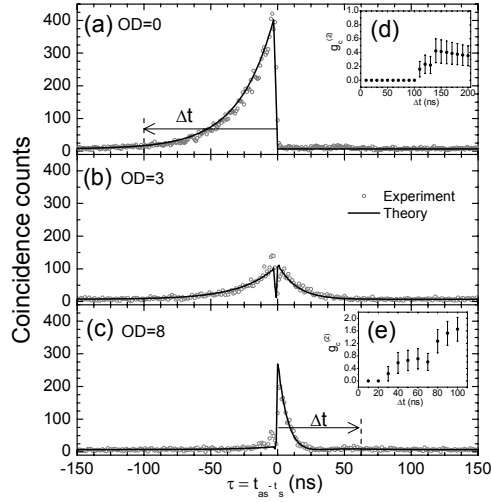 (a) OD=0
400
300
200
100
0
Δt
(d)
g_c^(2)
0.8
0.6
0.4
0.2
0.0
0 50 100 150 200
Δt (ns)
(b) OD=3
400
300
200
100
0
Experiment
Theory
Coincidence counts
(c) OD=8
400
300
200
100
0
Δt
(e)
g_c^(2)
2.0
1.6
1.2
0.8
0.4
0.0
0 20 40 60 80 100
Δt (ns)
-150 -100 -50 0 50 100 150
τ = t_as - t_s (ns)